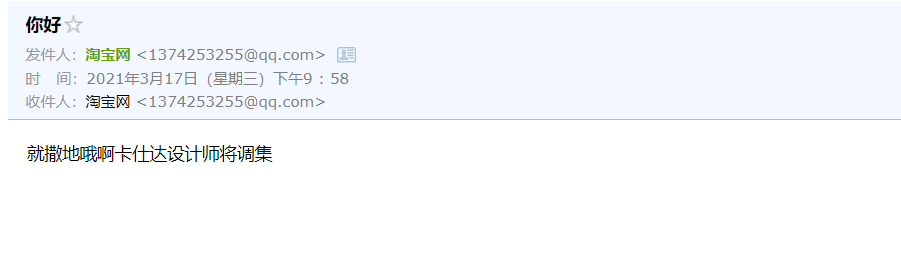 你好
发件人：淘宝网 <1374253255@qq.com>
时　间：2021年3月17日（星期三）下午9：58
收件人：淘宝网 <1374253255@qq.com>
就撒地哦啊卡仕达设计师将调集